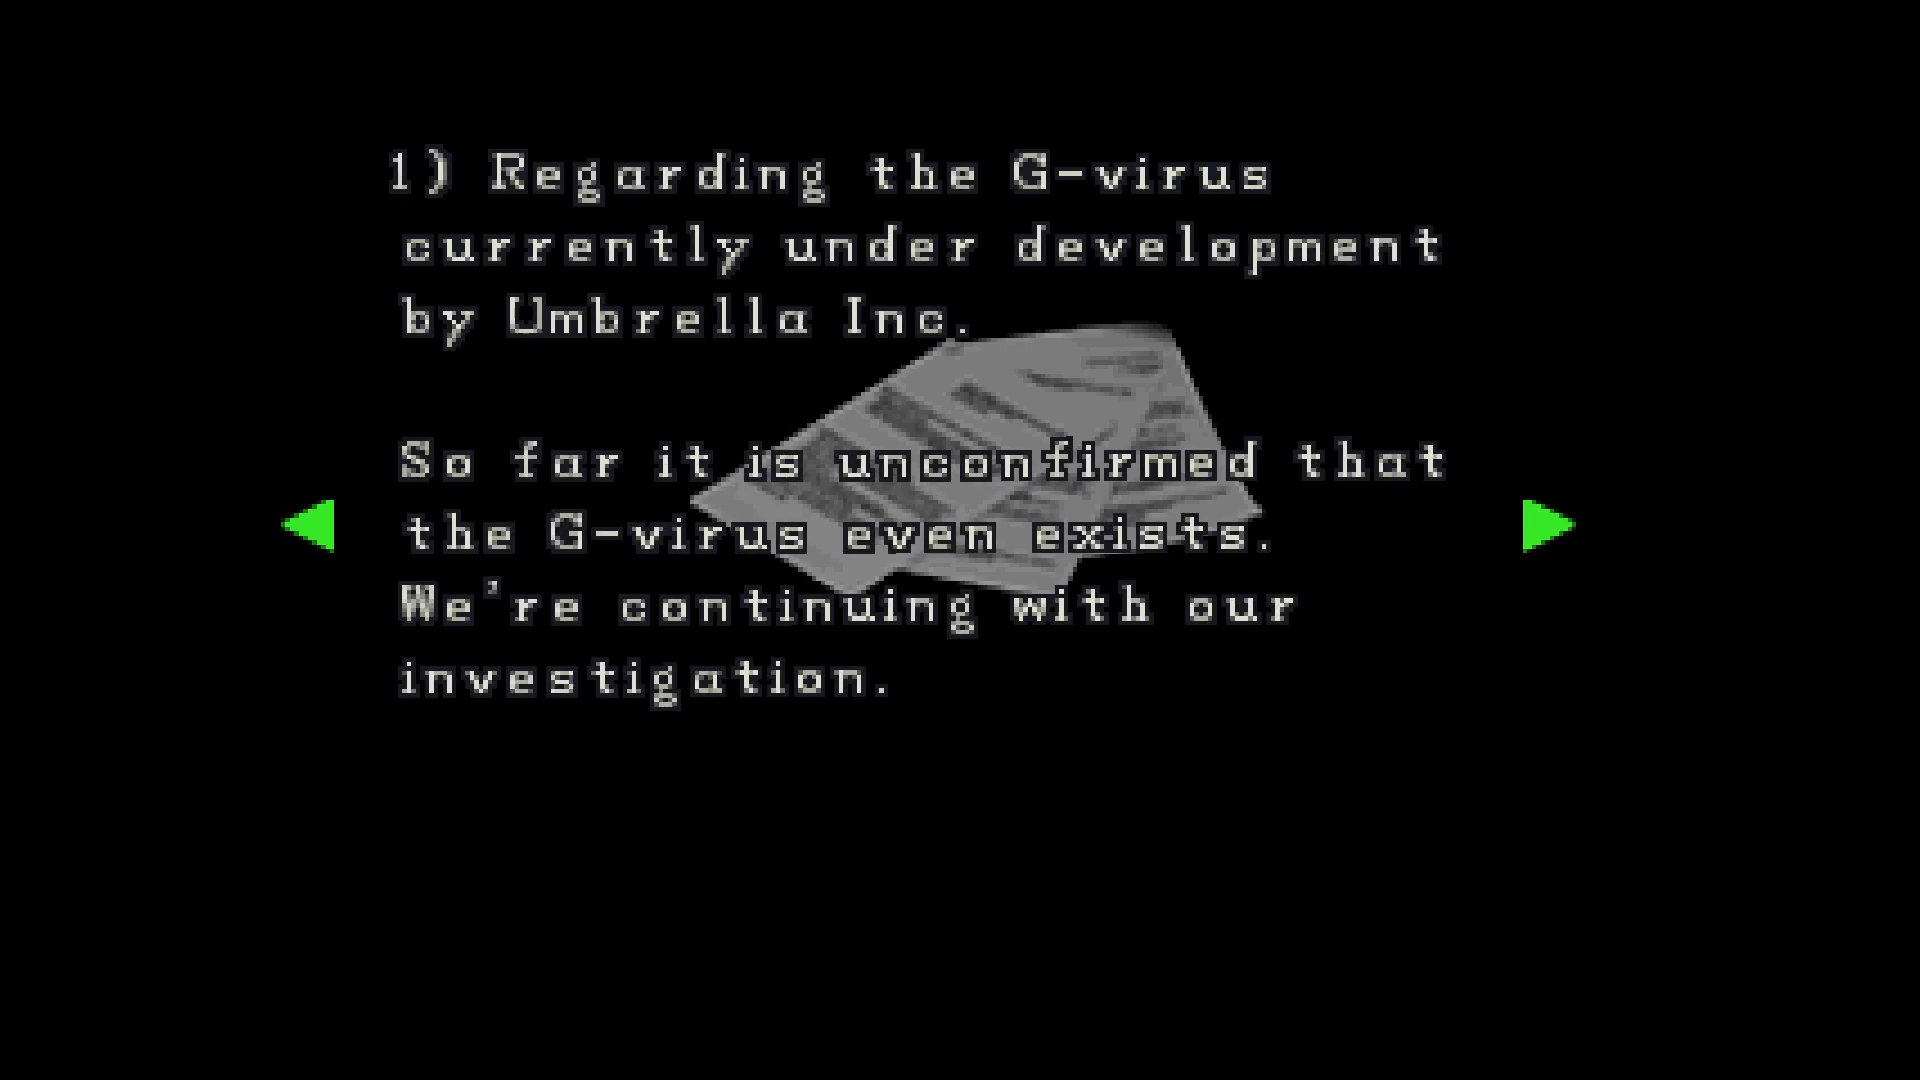 1) Regarding the G-virus
currently under development
by Umbrella Inc.
So far it is unconfirmed that
the G-virus even exists.
We're continuing with our
investigation.